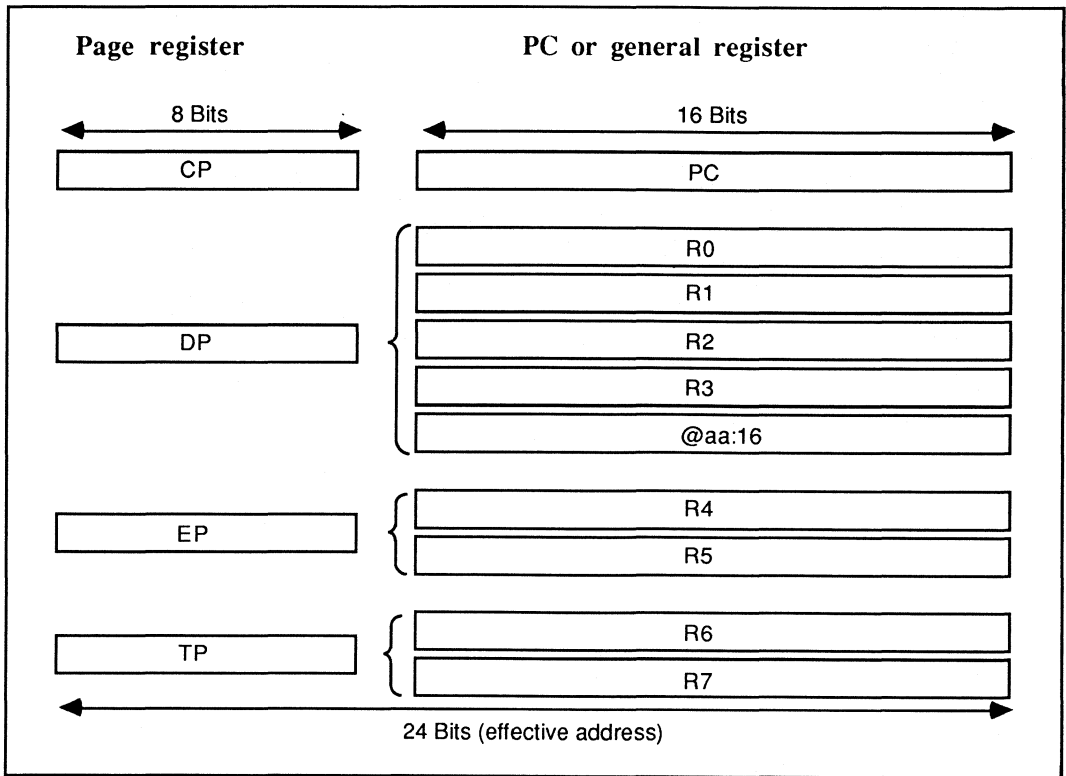 Page register
PC or general register
8 Bits
16 Bits
CP
PC
R0
R1
DP
R2
R3
@aa:16
R4
EP
R5
R6
TP
R7
24 Bits (effective address)